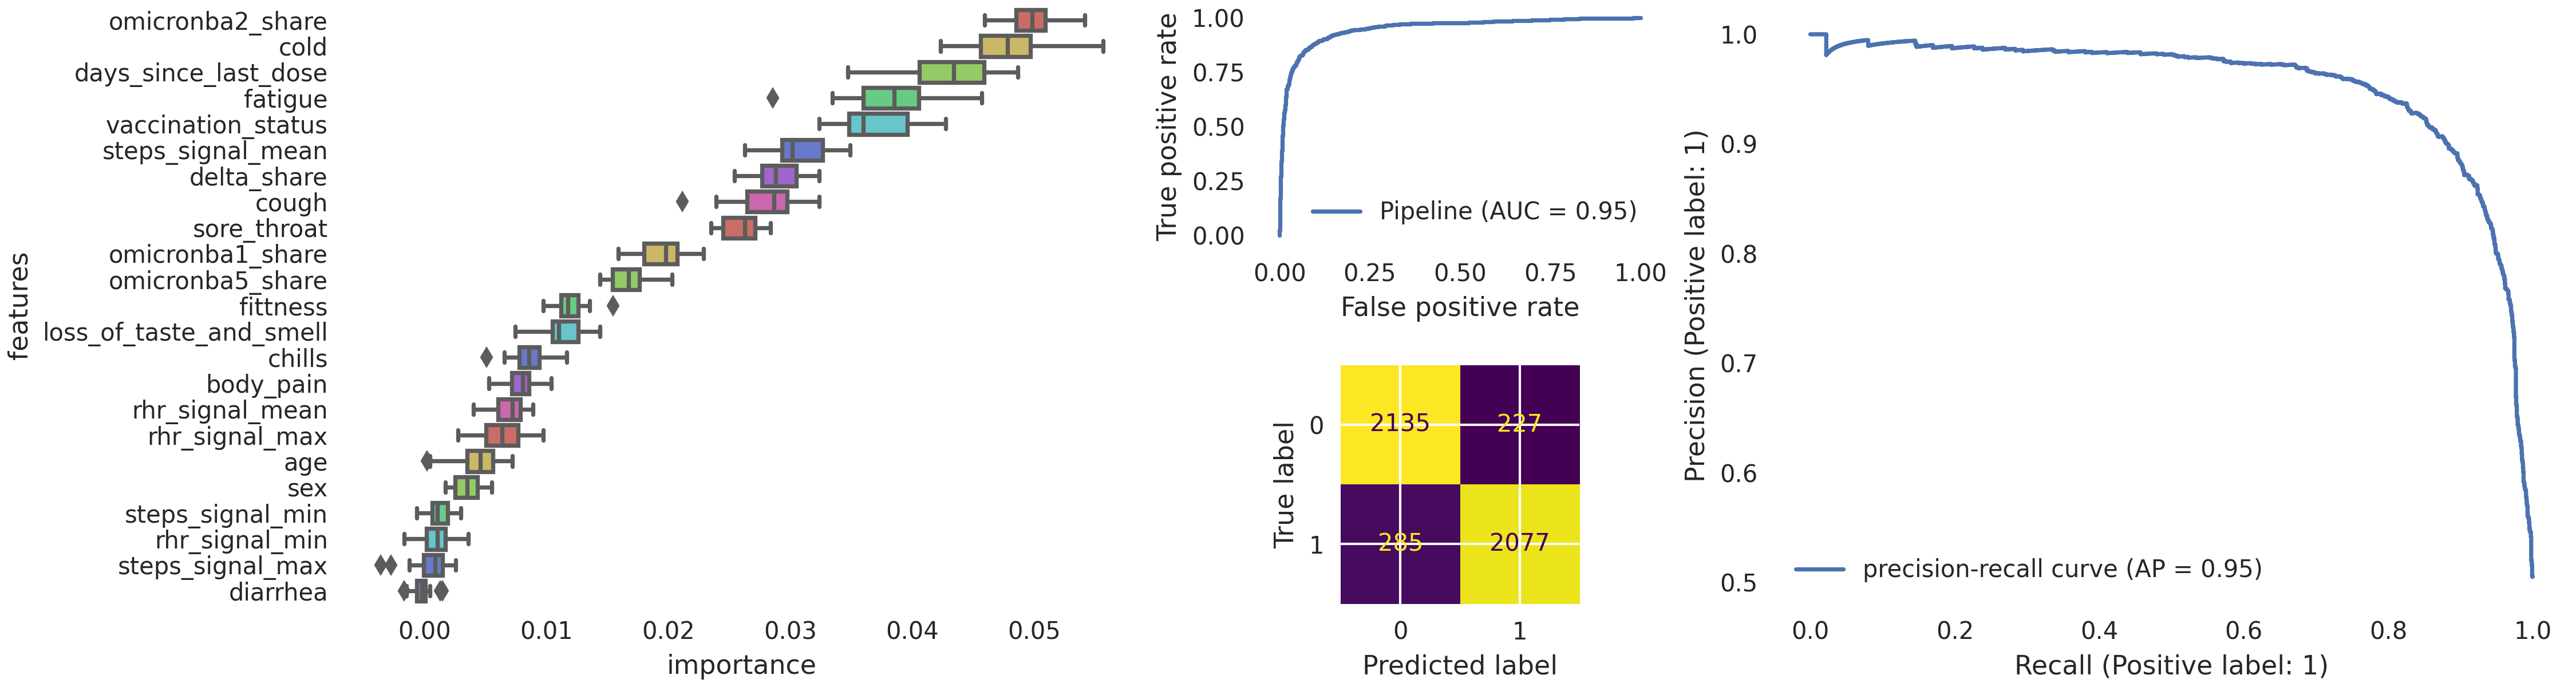 features
omicronba2_share
cold
days_since_last_dose
fatigue
vaccination_status
steps_signal_mean
delta_share
cough
sore_throat
omicronba1_share
omicronba5_share
fittness
loss_of_taste_and_smell
chills
body_pain
rhr_signal_mean
rhr_signal_max
age
sex
steps_signal_min
rhr_signal_min
steps_signal_max
diarrhea
0.00 0.01 0.02 0.03 0.04 0.05
importance
True positive rate
1.00
0.75
0.50
0.25
0.00
Pipeline (AUC = 0.95)
0.00 0.25 0.50 0.75 1.00
False positive rate
True label
0
1
2135 227
285 2077
0 1
Predicted label
Precision (Positive label: 1)
1.0
0.9
0.8
0.7
0.6
0.5
precision-recall curve (AP = 0.95)
0.0 0.2 0.4 0.6 0.8 1.0
Recall (Positive label: 1)